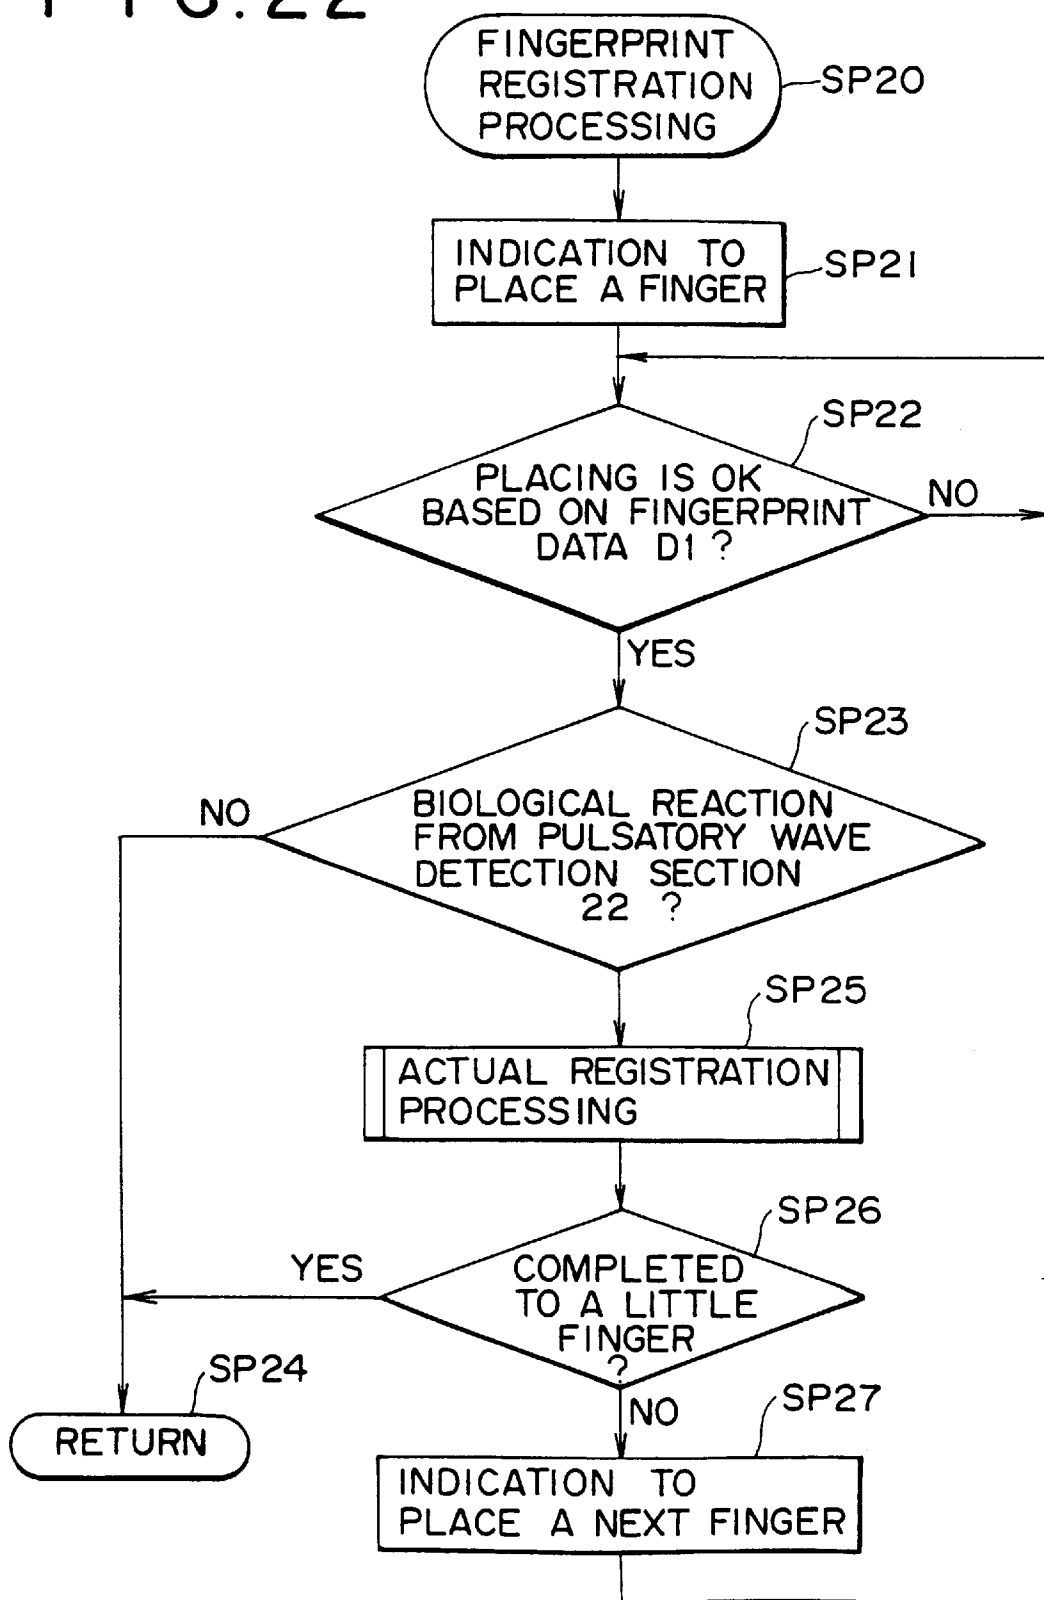 FIG.22
FINGERPRINT
REGISTRATION
PROCESSING
SP20
INDICATION TO
PLACE A FINGER
SP21
SP22
PLACING IS OK
BASED ON FINGERPRINT
DATA D1?
NO
YES
SP23
NO
BIOLOGICAL REACTION
FROM PULSATORY WAVE
DETECTION SECTION
22 ?
SP25
ACTUAL REGISTRATION
PROCESSING
SP26
YES
COMPLETED
TO A LITTLE
FINGER
?
SP24
RETURN
NO
SP27
INDICATION TO
PLACE A NEXT FINGER